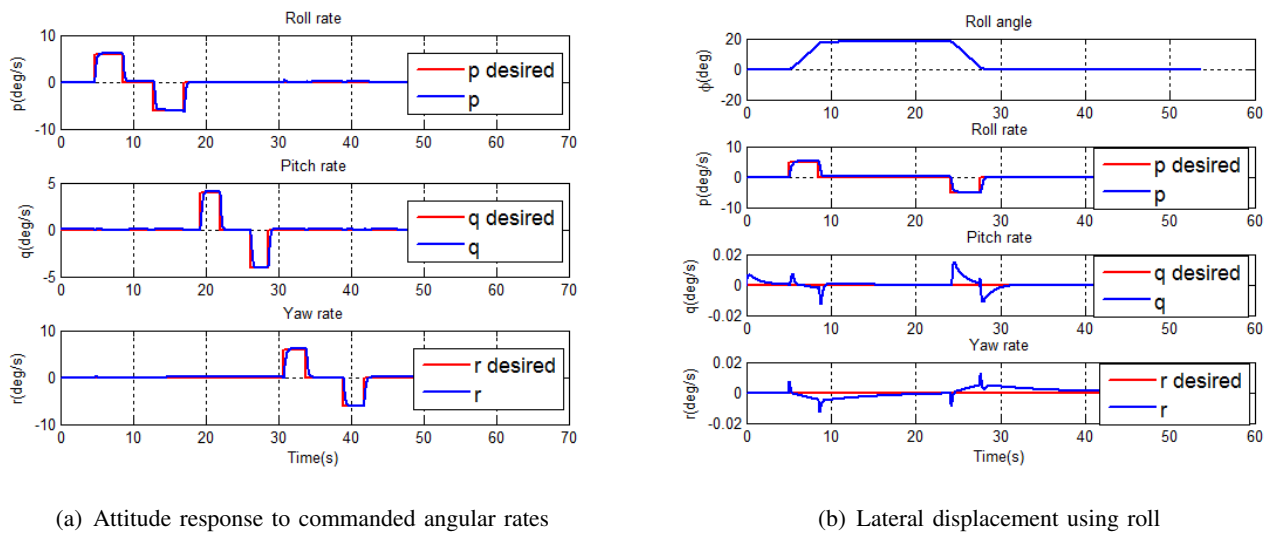 Roll rate
10
0
-10
p(deg/s)
p desired
p
0 10 20 30 40 50 60 70
Pitch rate
5
0
-5
q(deg/s)
q desired
q
0 10 20 30 40 50 60 70
Yaw rate
10
0
-10
r(deg/s)
r desired
r
0 10 20 30 40 50 60 70
Time(s)
(a) Attitude response to commanded angular rates
Roll angle
20
0
-20
ϕ(deg)
0 10 20 30 40 50 60
Roll rate
10
0
-10
p(deg/s)
p desired
p
0 10 20 30 40 50 60
Pitch rate
0.02
0
-0.02
q(deg/s)
q desired
q
0 10 20 30 40 50 60
Yaw rate
0.02
0
-0.02
r(deg/s)
r desired
r
0 10 20 30 40 50 60
Time(s)
(b) Lateral displacement using roll